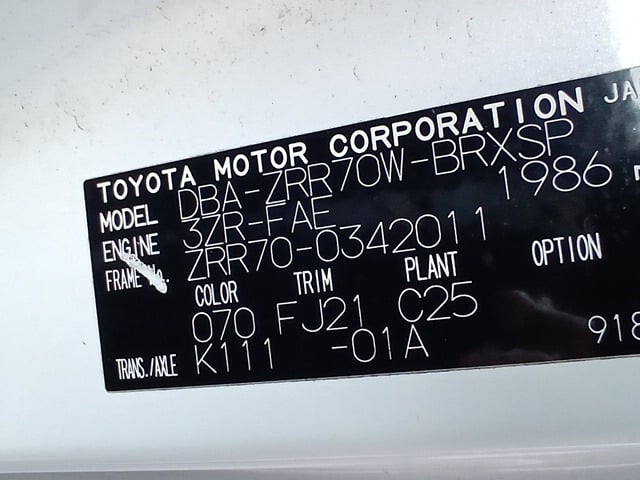 TOYOTA MOTOR CORPORATION JA
MODEL DBA-ZRR70W-BRXSP
ENGINE 3ZR-FAE 1986
FRAME No. ZRR70-0342011
COLOR TRIM PLANT OPTION
070 FJ21 C25
TRANS./AXLE K111 -01A 918